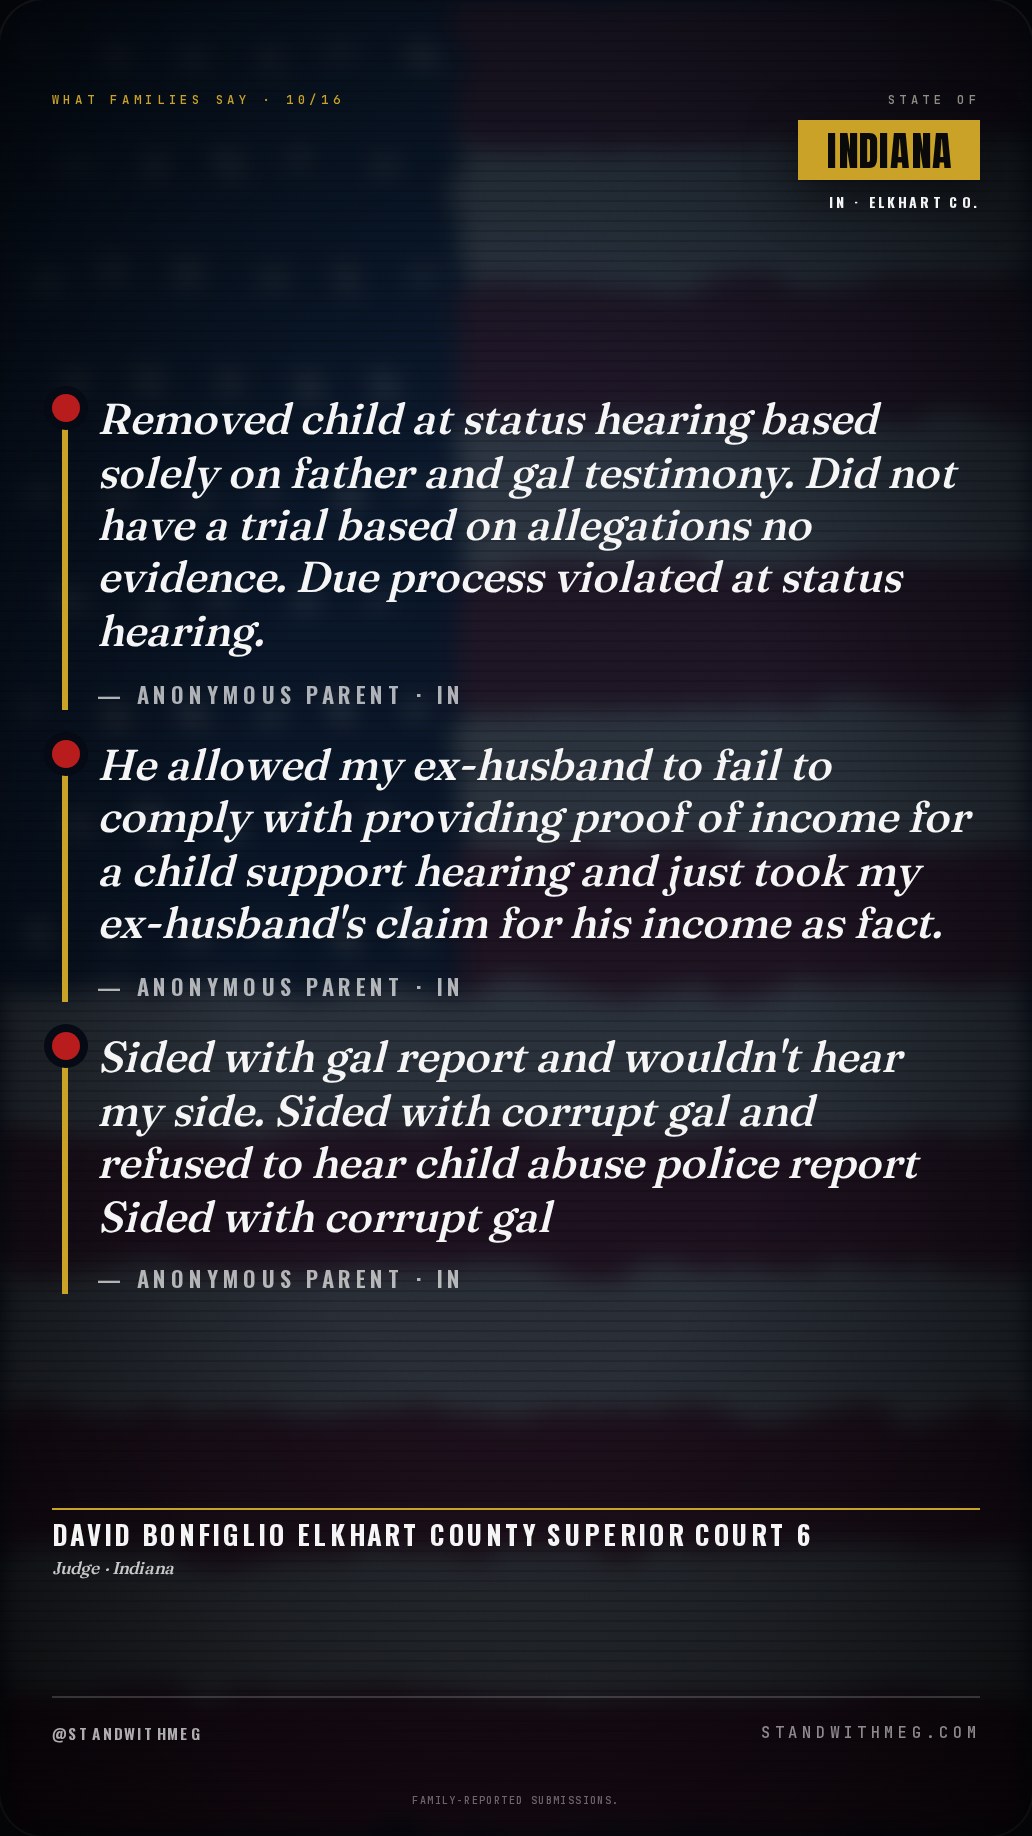 WHAT FAMILIES SAY · 10/16
STATE OF
INDIANA
IN · ELKHART CO.
Removed child at status hearing based
solely on father and gal testimony. Did not
have a trial based on allegations no
evidence. Due process violated at status
hearing.
— ANONYMOUS PARENT · IN
He allowed my ex-husband to fail to
comply with providing proof of income for
a child support hearing and just took my
ex-husband's claim for his income as fact.
— ANONYMOUS PARENT · IN
Sided with gal report and wouldn't hear
my side. Sided with corrupt gal and
refused to hear child abuse police report
Sided with corrupt gal
— ANONYMOUS PARENT · IN
DAVID BONFIGLIO ELKHART COUNTY SUPERIOR COURT 6
Judge · Indiana
@STANDWITHMEG
STANDWITHMEG.COM
FAMILY-REPORTED SUBMISSIONS.